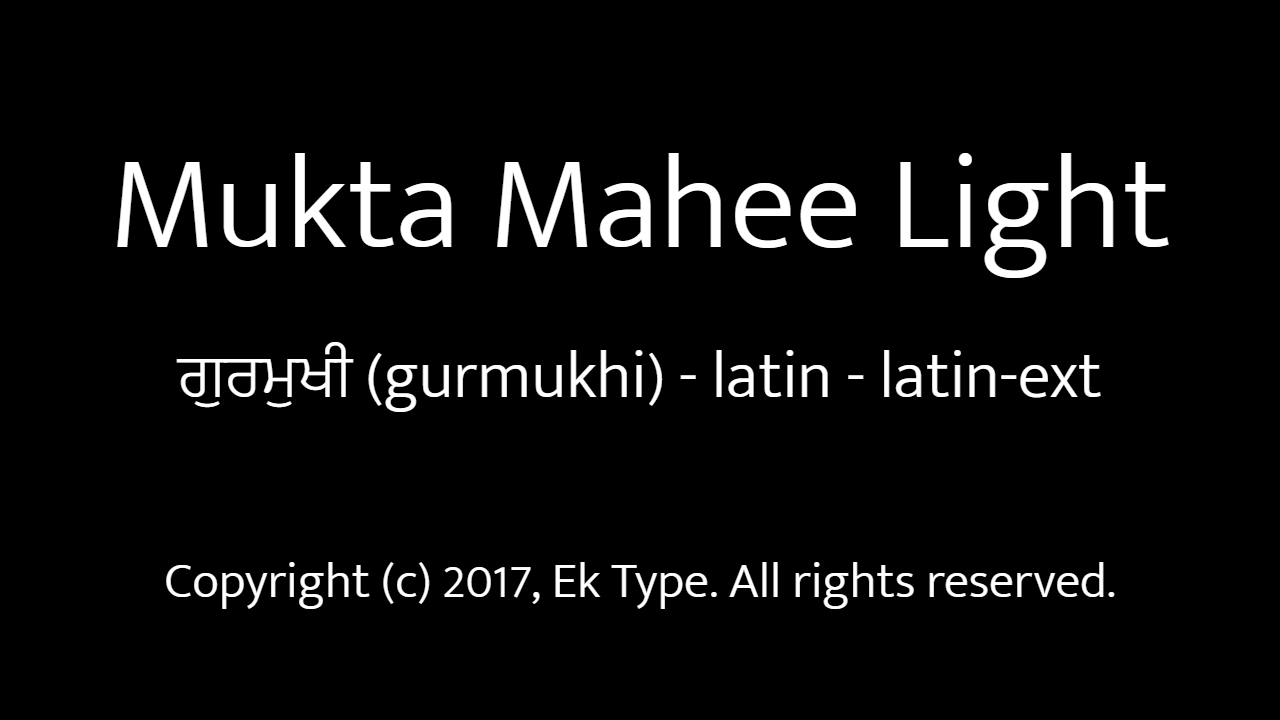 Mukta Mahee Light
ਗੁਰਮੁਖੀ (gurmukhi) - latin - latin-ext
Copyright (c) 2017, Ek Type. All rights reserved.